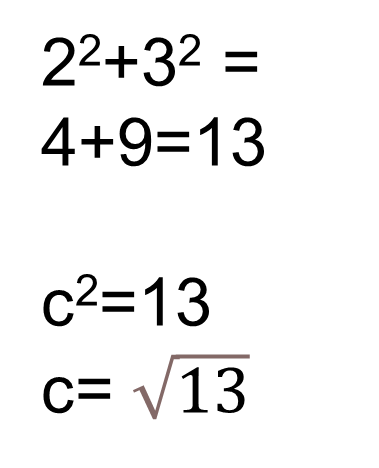 2²+3² =
4+9=13
c²=13
c= √13